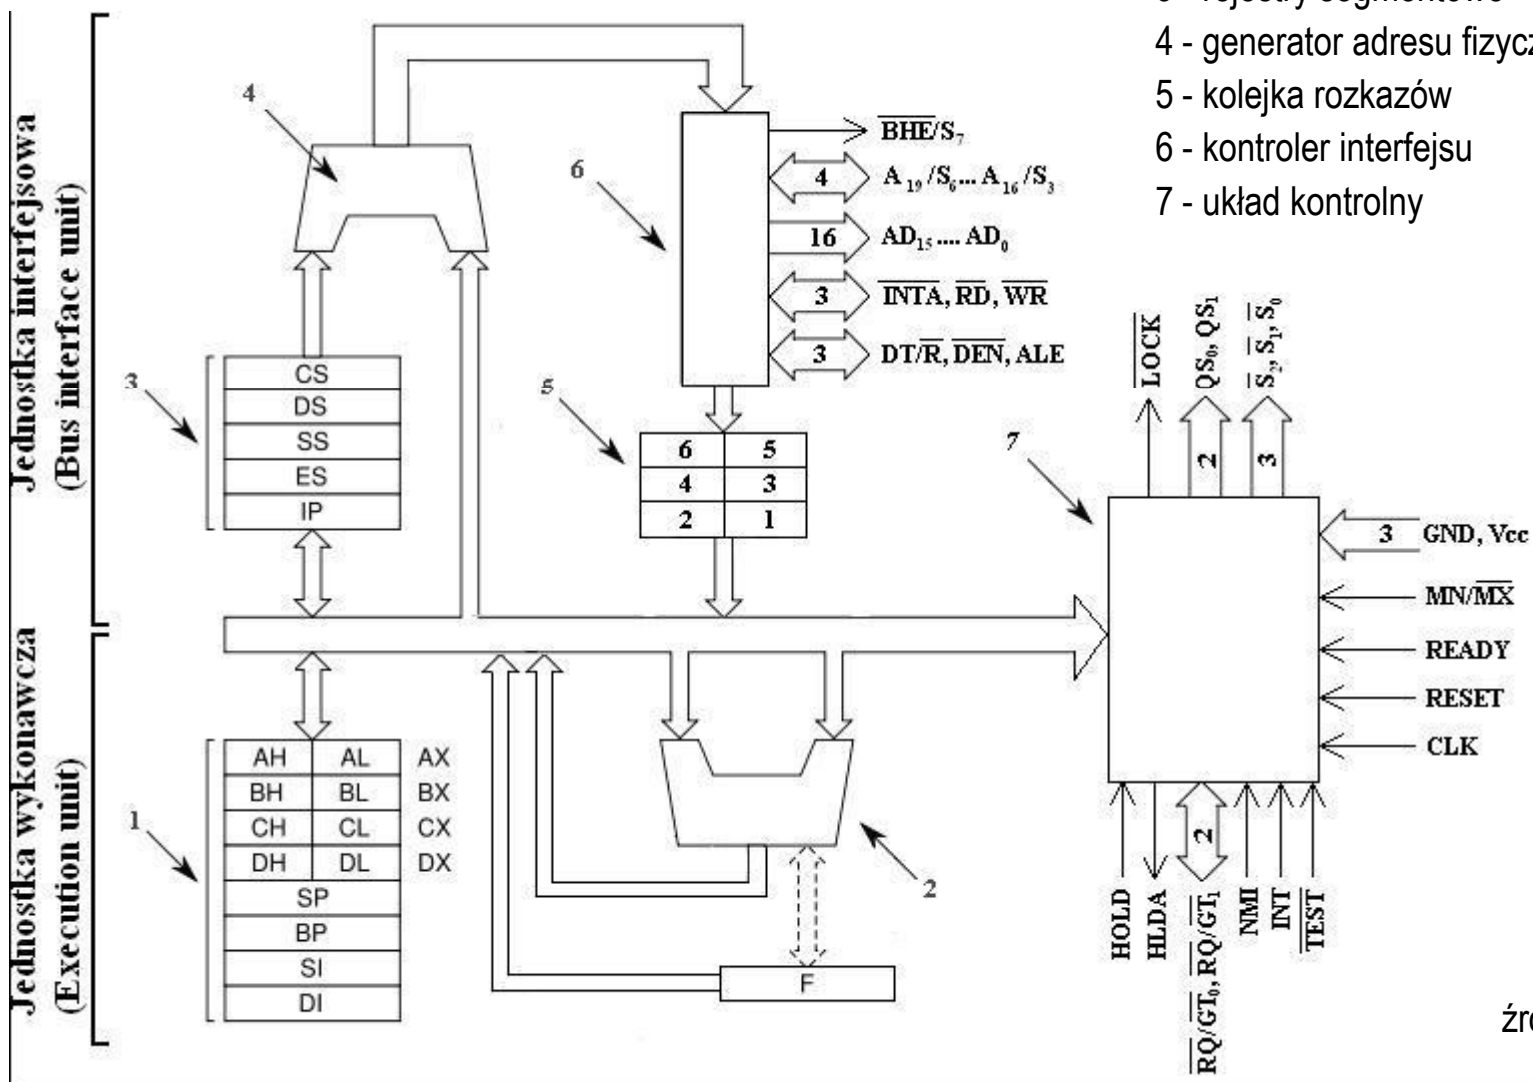 4 - generator adresu
5 - kolejka rozkazów
6 - kontroler interfejsu
7 - układ kontrolny
Jednostka interfejsowa
(Bus interface unit)
Jednostka wykonawcza
(Execution unit)
4
6
BHE/S₇
4 A₁₉/S₆... A₁₆/S₃
16 AD₁₅.... AD₀
3 INTA, RD, WR
3 DT/R, DEN, ALE
3
CS
DS
SS
ES
IP
5
6 5
4 3
2 1
7
LOCK
2 QS₀, QS₁
3 S₂, S₁, S₀
3 GND, Vcc
MN/MX
READY
RESET
CLK
HOLD
HLDA
2 RQ/GT₀, RQ/GT₁
NMI
INT
TEST
1
AH AL AX
BH BL BX
CH CL CX
DH DL DX
SP
BP
SI
DI
2
F